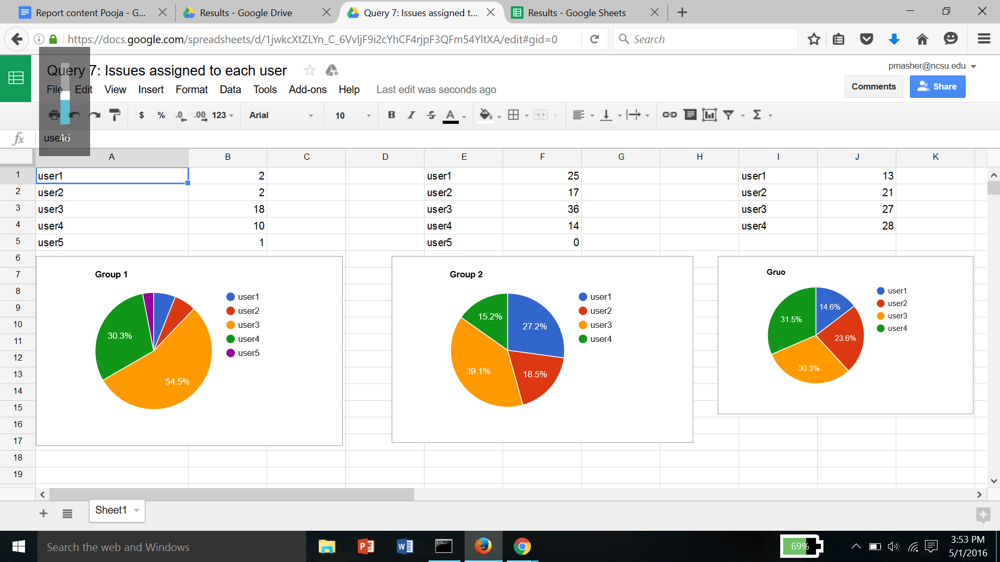 Report content Pooja - G...
Results - Google Drive
Query 7: Issues assigned t...
Results - Google Sheets
https://docs.google.com/spreadsheets/d/1jwkcXtZLYn_C_6VvljF9i2cYhCF4rjpF3QFm54YltXA/edit#gid=0
Search
Query 7: Issues assigned to each user
pmasher@ncsu.edu
File Edit View Insert Format Data Tools Add-ons Help Last edit was seconds ago
Comments
Share
$ % .0 .00 123 Arial 10 B I S A Σ
fx
46
A B C D E F G H I J K
1 user1 2 user1 25 user1 13
2 user2 2 user2 17 user2 21
3 user3 18 user3 36 user3 27
4 user4 10 user4 14 user4 28
5 user5 1 user5 0
6
7
8
9
10
11
12
13
14
15
16
17
18
19
Group 1
user1
user2
user3
user4
user5
30.3%
54.5%
Group 2
user1
user2
user3
user4
15.2%
27.2%
39.1%
18.5%
Gruo
user1
user2
user3
user4
14.6%
31.5%
23.6%
30.3%
Sheet1
Search the web and Windows
69%
3:53 PM
5/1/2016